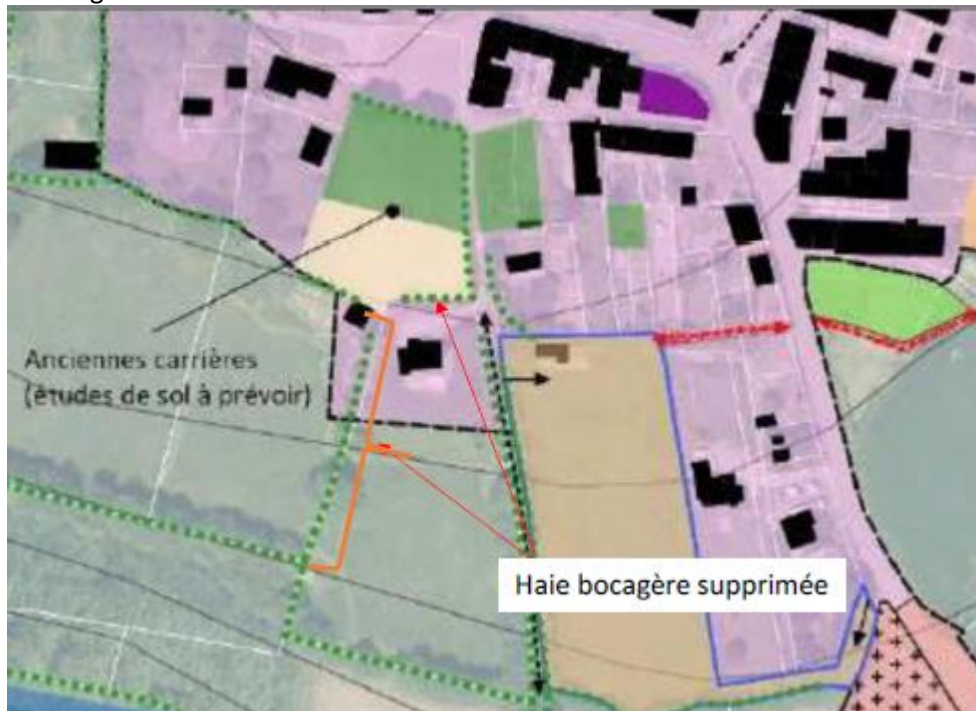 Anciennes carrières
(études de sol à prévoir)
Haie bocagère supprimée